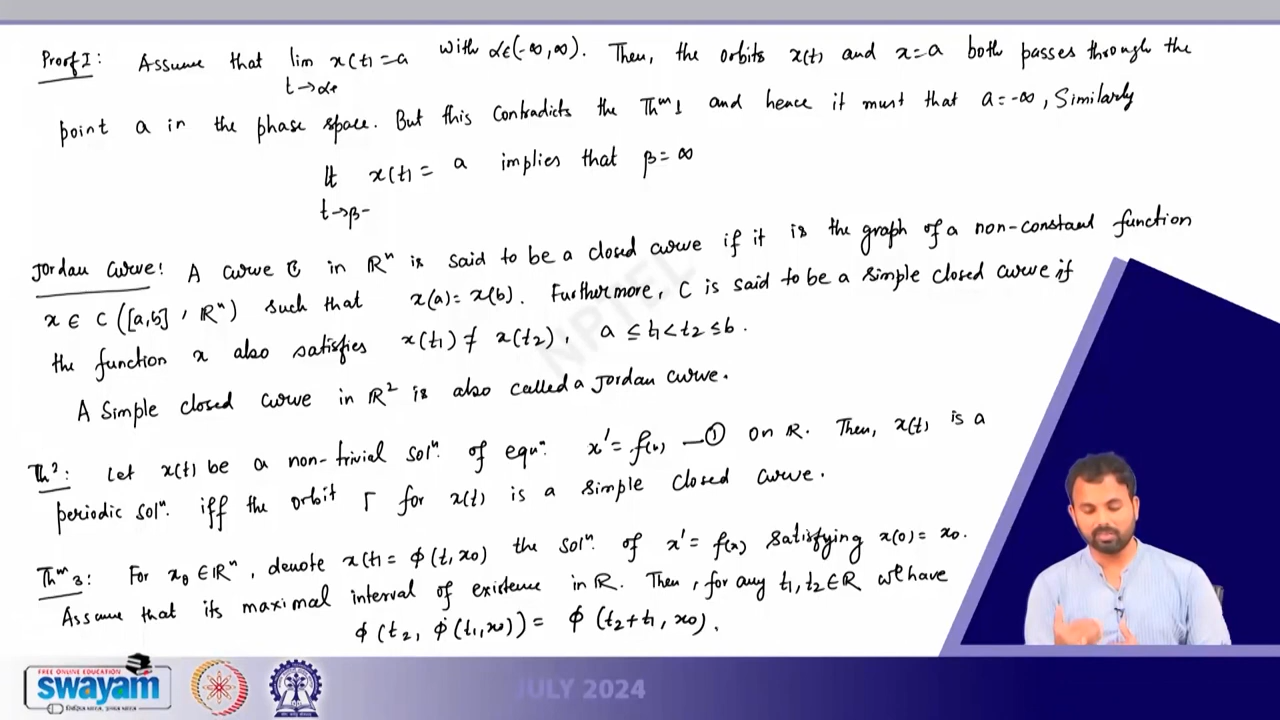 Proof I: Assume that lim x(t) = a with α∈(-∞,∞). Then, the orbits x(t) and x=a both passes through the
t→α+
point a in the phase space. But this contradicts the Thᵐ1 and hence it must that a=-∞, Similarly
lt x(t) = a implies that β=∞
t→β-
Jordan Curve: A curve C in ℝⁿ is said to be a closed curve if it is the graph of a non-constant function
x ∈ C([a,b], ℝⁿ) such that x(a)=x(b). Furthermore, C is said to be a simple closed curve if
the function x also satisfies x(t₁) ≠ x(t₂), a ≤ t₁ < t₂ ≤ b.
A Simple closed curve in ℝ² is also called a Jordan curve.
Th²: Let x(t) be a non-trivial solⁿ. of equⁿ. x'=f(x) —① on ℝ. Then, x(t) is a
periodic solⁿ. iff the orbit Γ for x(t) is a simple closed curve.
Thᵐ3: For x₀ ∈ ℝⁿ, denote x(t) = ϕ(t,x₀) the solⁿ. of x'=f(x) satisfying x(0)=x₀.
Assume that its maximal interval of existence in ℝ. Then, for any t₁,t₂∈ℝ we have
ϕ(t₂, ϕ(t₁,x₀)) = ϕ(t₂+t₁, x₀).
NPTEL
FREE ONLINE EDUCATION
swayam
JULY 2024